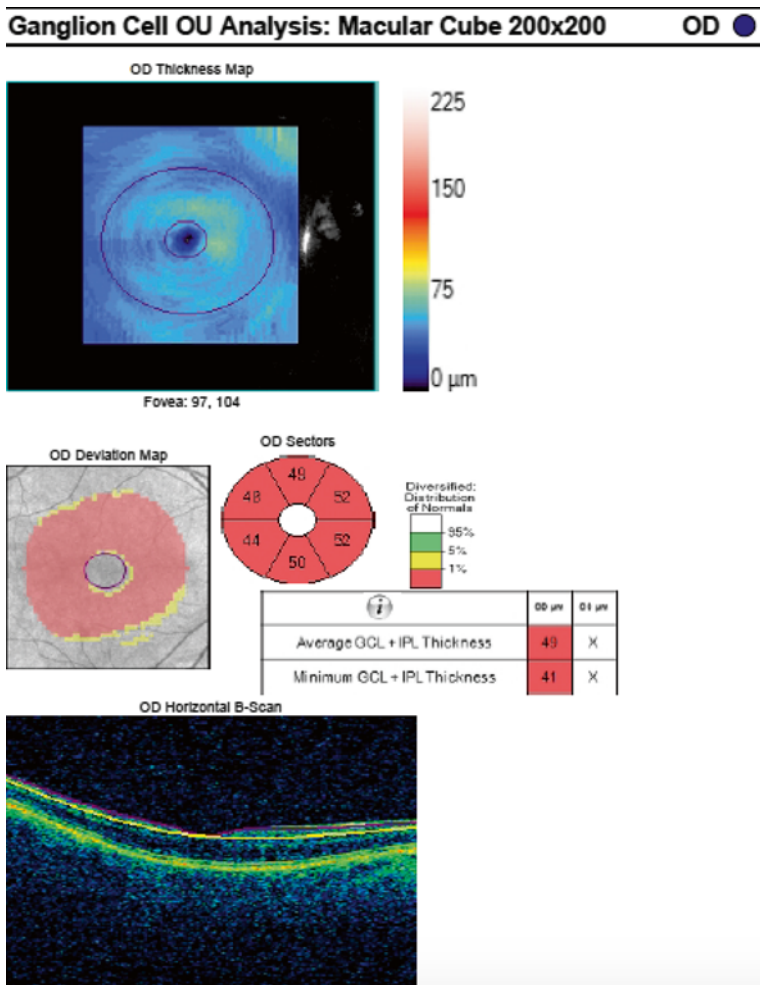 Ganglion Cell OU Analysis: Macular Cube 200x200 OD
OD Thickness Map
225
150
75
0 µm
Fovea: 97, 104
OD Deviation Map
OD Sectors
49
48 52
44 52
50
Diversified:
Distribution
of Normals
95%
5%
1%
i OD µm
Average GCL + IPL Thickness 49 X
Minimum GCL + IPL Thickness 41 X
OD Horizontal B-Scan